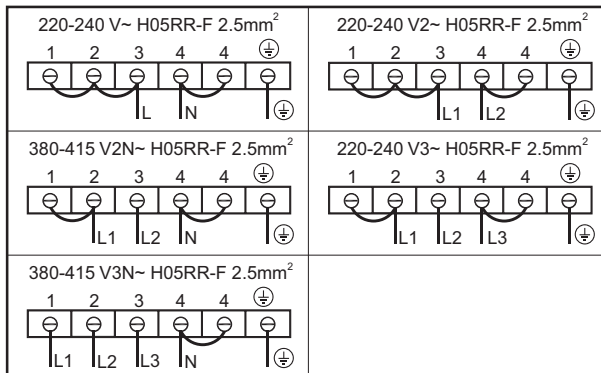 220-240 V~ H05RR-F 2.5mm²
1 2 3 4 4
L N
220-240 V2~ H05RR-F 2.5mm²
1 2 3 4 4
L1 L2
380-415 V2N~ H05RR-F 2.5mm²
1 2 3 4 4
L1 L2 N
220-240 V3~ H05RR-F 2.5mm²
1 2 3 4 4
L1 L2 L3
380-415 V3N~ H05RR-F 2.5mm²
1 2 3 4 4
L1 L2 L3 N